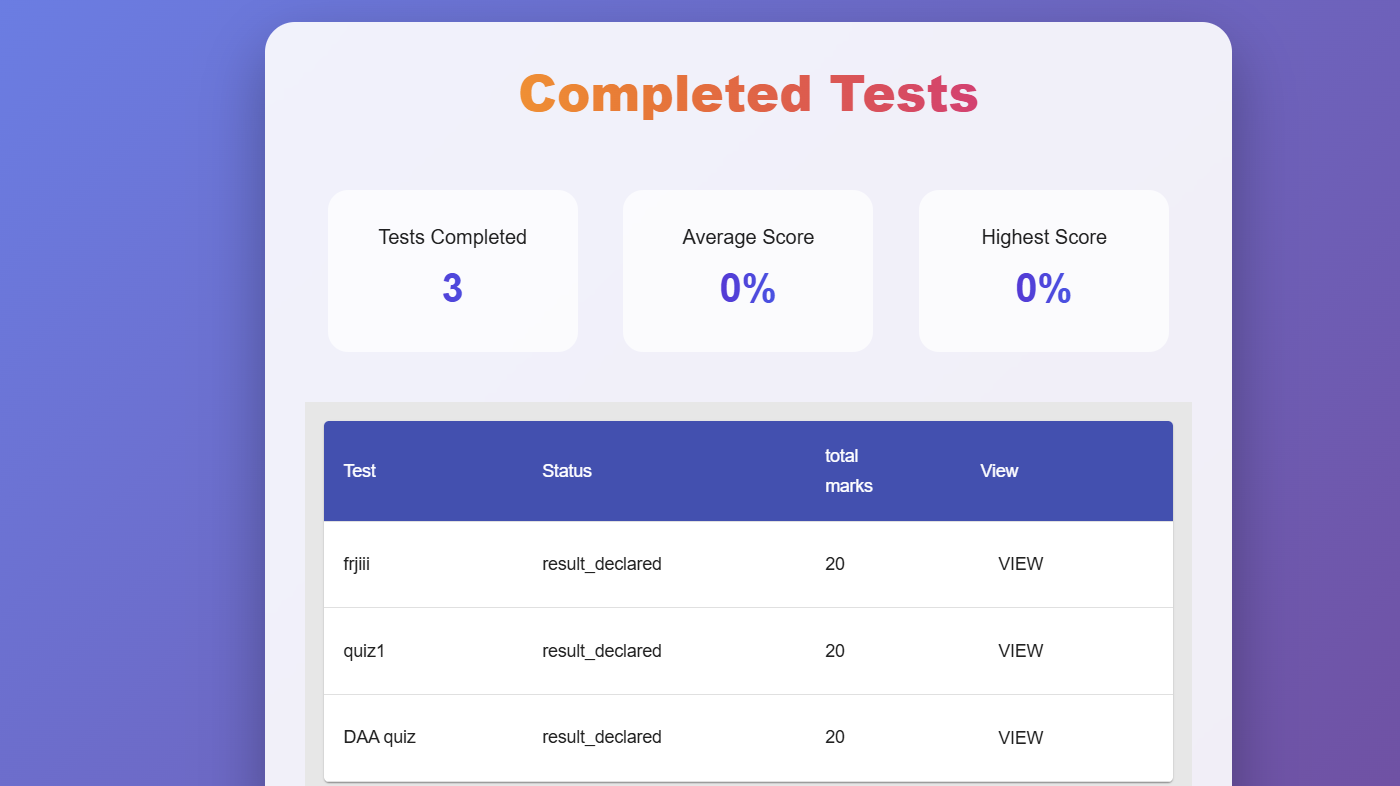 Completed Tests
Tests Completed Average Score Highest Score
3 0% 0%
Test Status total marks View
frjiii result_declared 20 VIEW
quiz1 result_declared 20 VIEW
DAA quiz result_declared 20 VIEW